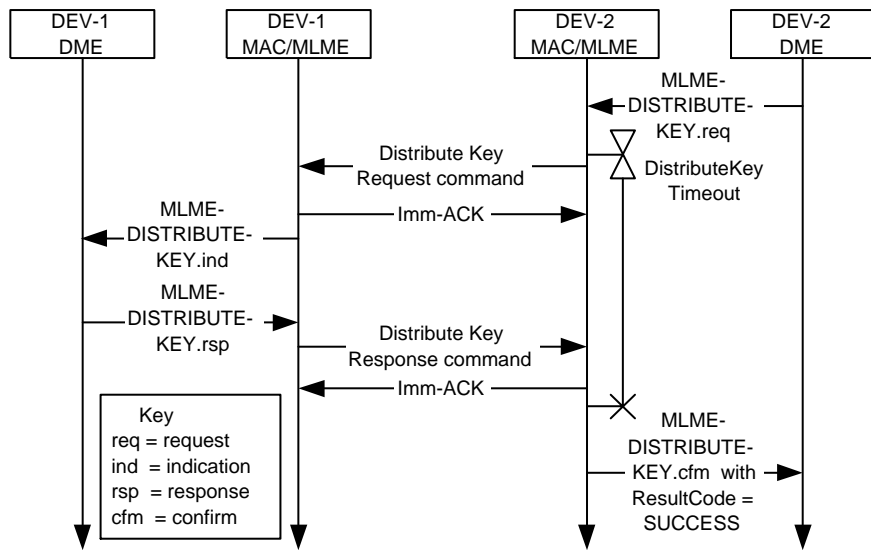 DEV-1
DME
DEV-1
MAC/MLME
DEV-2
MAC/MLME
DEV-2
DME
MLME-
DISTRIBUTE-
KEY.req
Distribute Key
Request command
DistributeKey
Timeout
Imm-ACK
MLME-
DISTRIBUTE-
KEY.ind
MLME-
DISTRIBUTE-
KEY.rsp
Distribute Key
Response command
Imm-ACK
MLME-
DISTRIBUTE-
KEY.cfm with
ResultCode =
SUCCESS
Key
req = request
ind = indication
rsp = response
cfm = confirm